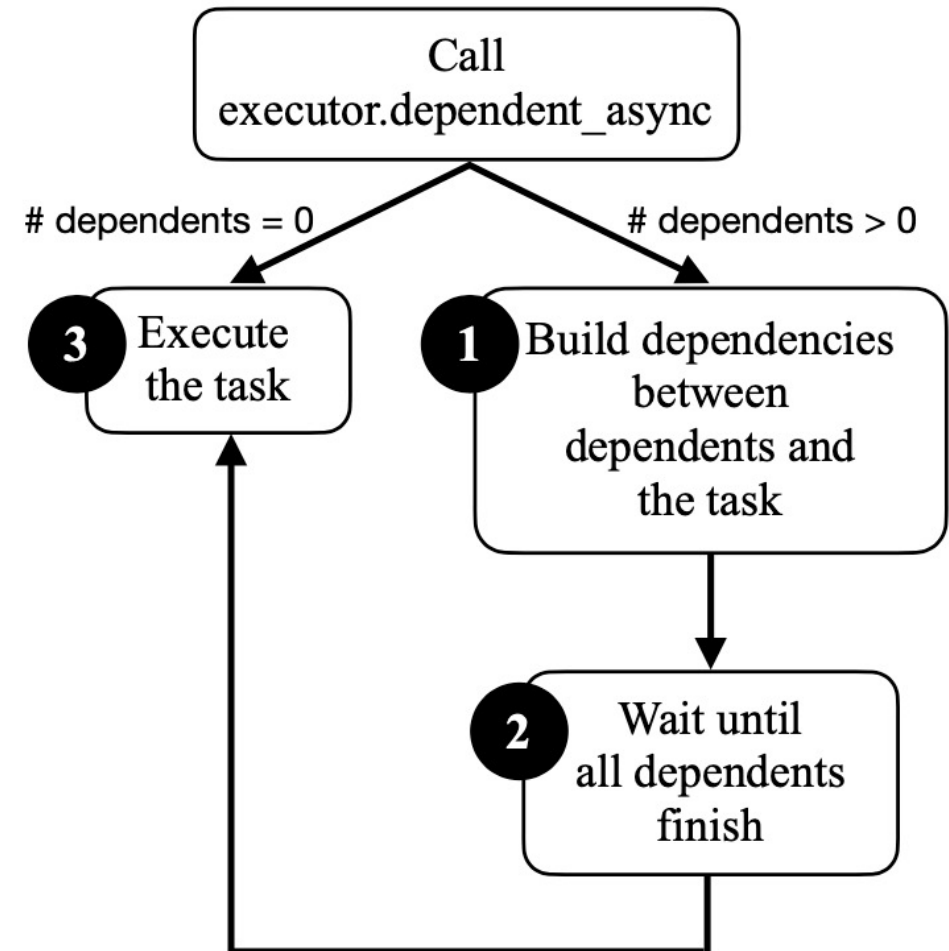 Call
executor.dependent_async
# dependents = 0
# dependents > 0
3
Execute
the task
1
Build dependencies
between
dependents and
the task
2
Wait until
all dependents
finish